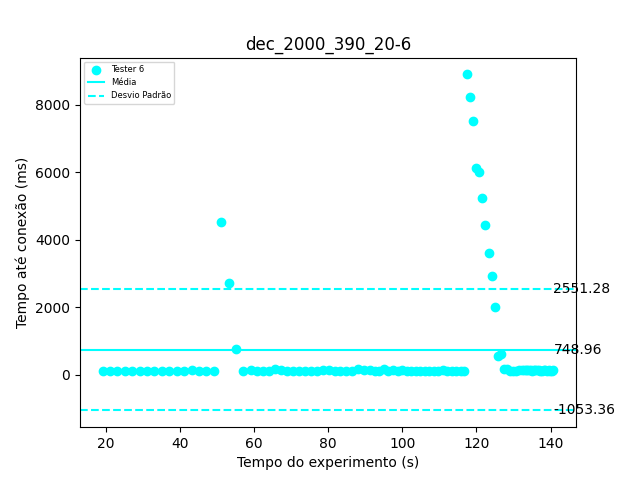 dec_2000_390_20-6
Tester 6
Média
Desvio Padrão
Tempo até conexão (ms)
8000
6000
4000
2000
0
2551.28
748.96
-1053.36
20 40 60 80 100 120 140
Tempo do experimento (s)